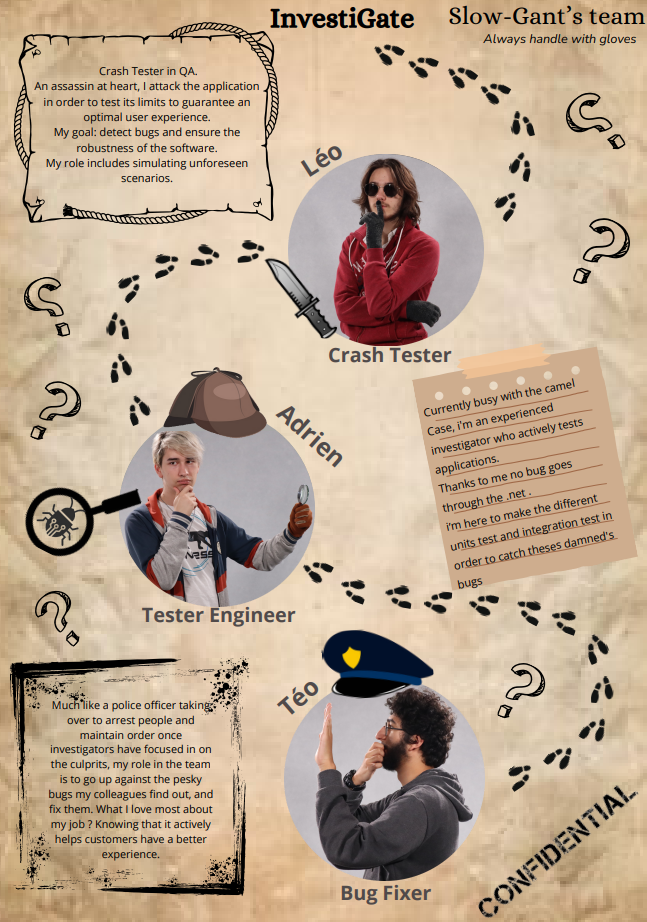 InvestiGate
Slow-Gant's team
Always handle with gloves
Crash Tester in QA.
An assassin at heart, I attack the application
in order to test its limits to guarantee an
optimal user experience.
My goal: detect bugs and ensure the
robustness of the software.
My role includes simulating unforeseen
scenarios.
Léo
Crash Tester
Currently busy with the camel
Case, i'm an experienced
investigator who actively tests
applications.
Thanks to me no bug goes
through the .net .
i'm here to make the different
units test and integration test in
order to catch theses damned's
bugs
Adrien
Tester Engineer
Much like a police officer taking
over to arrest people and
maintain order once
investigators have focused in on
the culprits, my role in the team
is to go up against the pesky
bugs my colleagues find out, and
fix them. What I love most about
my job ? Knowing that it actively
helps customers have a better
experience.
Téo
Bug Fixer
CONFIDENTIAL